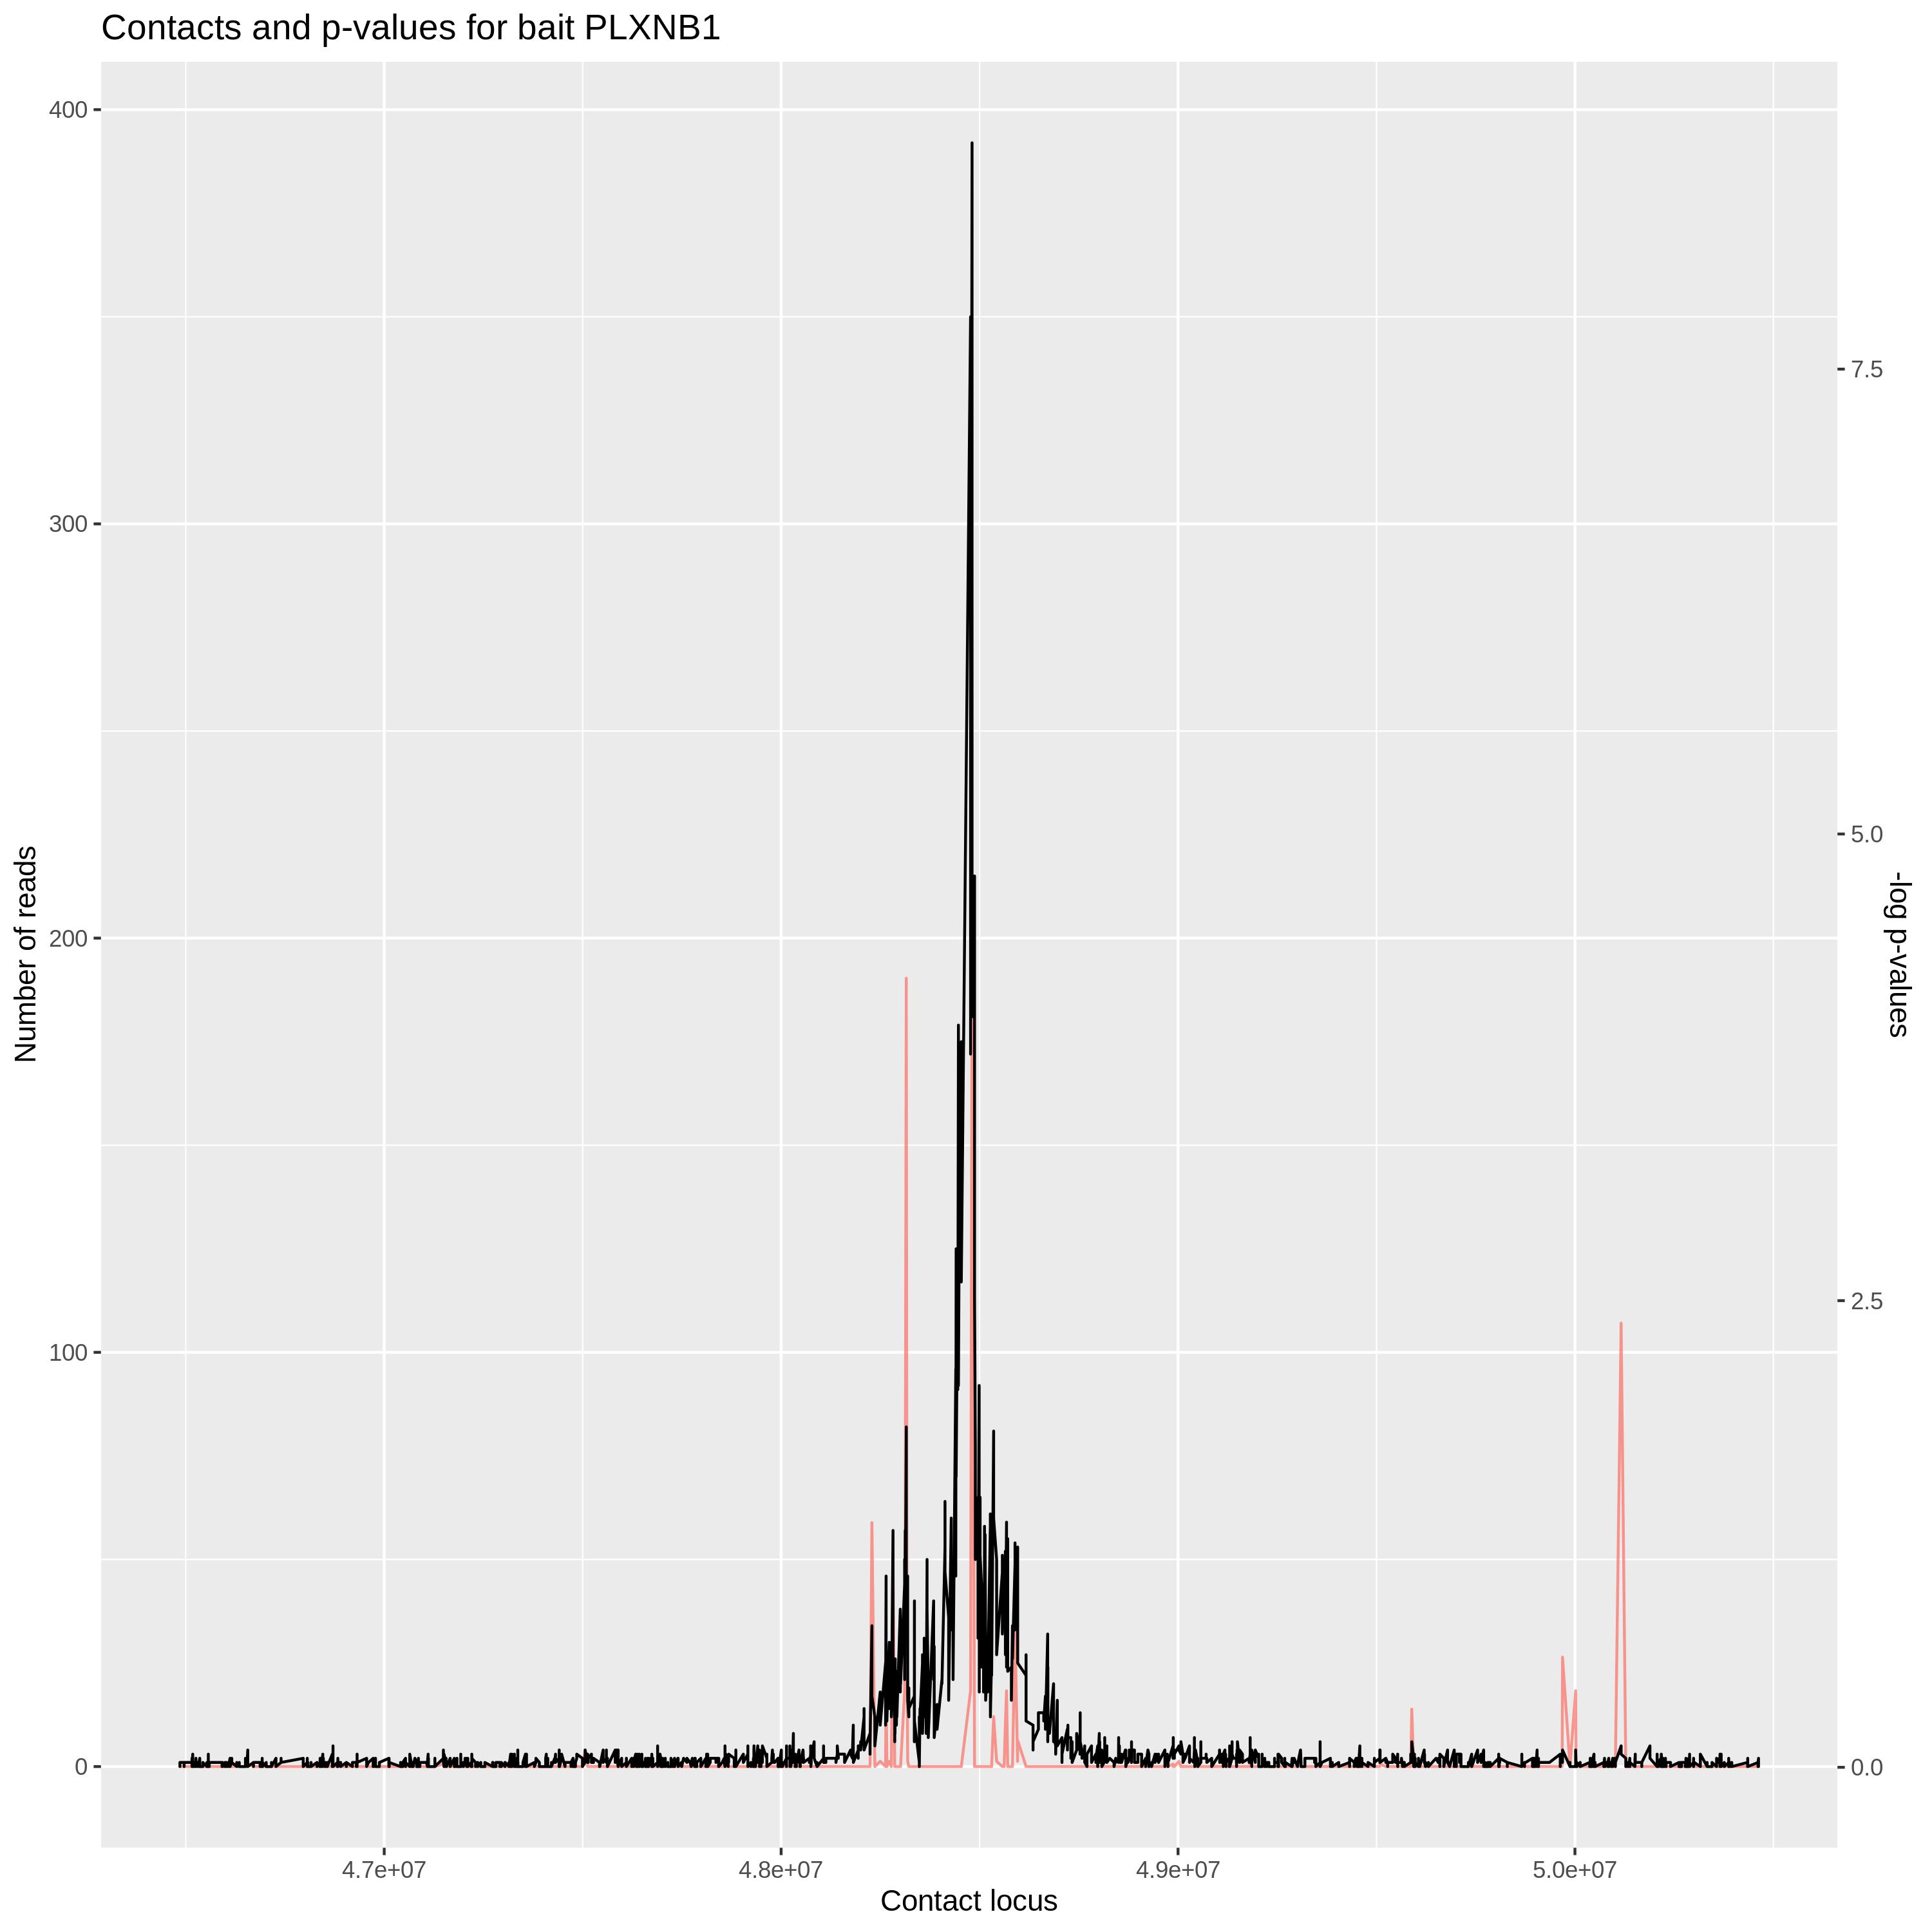 Contacts and p-values for bait PLXNB1
400
300
200
100
0
Number of reads
7.5
5.0
2.5
0.0
-log p-values
4.7e+07
4.8e+07
4.9e+07
5.0e+07
Contact locus